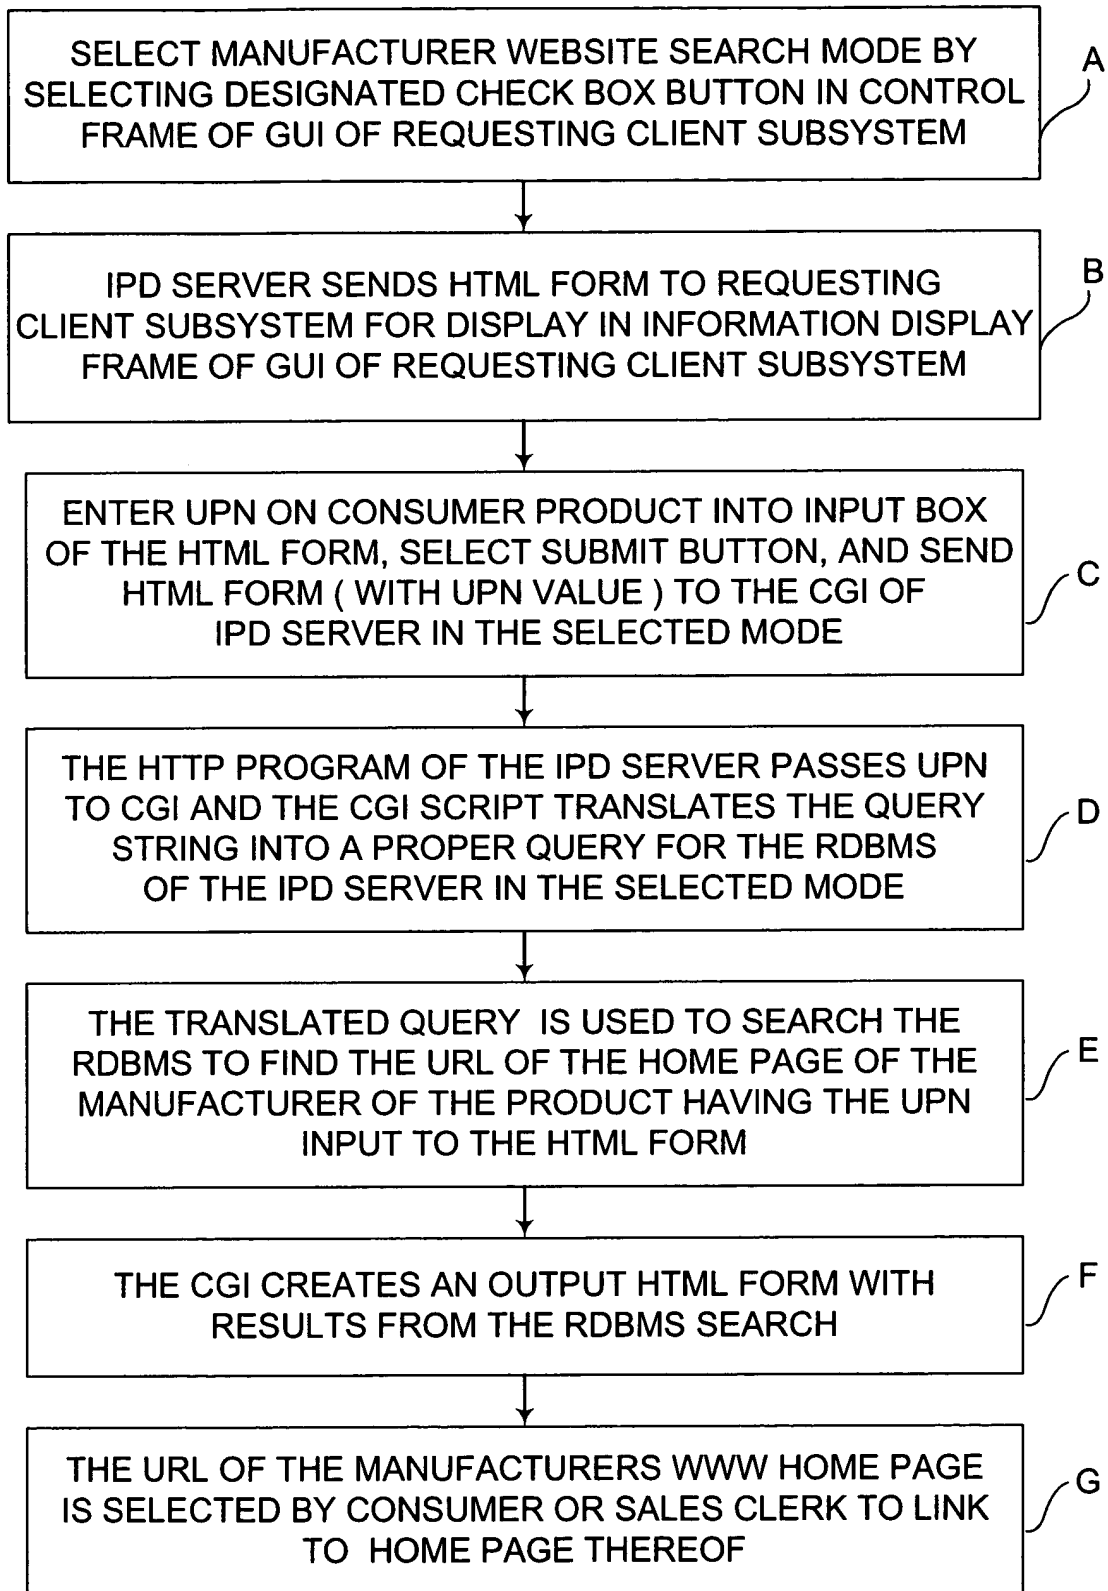 SELECT MANUFACTURER WEBSITE SEARCH MODE BY
SELECTING DESIGNATED CHECK BOX BUTTON IN CONTROL
FRAME OF GUI OF REQUESTING CLIENT SUBSYSTEM
A
IPD SERVER SENDS HTML FORM TO REQUESTING
CLIENT SUBSYSTEM FOR DISPLAY IN INFORMATION DISPLAY
FRAME OF GUI OF REQUESTING CLIENT SUBSYSTEM
B
ENTER UPN ON CONSUMER PRODUCT INTO INPUT BOX
OF THE HTML FORM, SELECT SUBMIT BUTTON, AND SEND
HTML FORM ( WITH UPN VALUE ) TO THE CGI OF
IPD SERVER IN THE SELECTED MODE
C
THE HTTP PROGRAM OF THE IPD SERVER PASSES UPN
TO CGI AND THE CGI SCRIPT TRANSLATES THE QUERY
STRING INTO A PROPER QUERY FOR THE RDBMS
OF THE IPD SERVER IN THE SELECTED MODE
D
THE TRANSLATED QUERY IS USED TO SEARCH THE
RDBMS TO FIND THE URL OF THE HOME PAGE OF THE
MANUFACTURER OF THE PRODUCT HAVING THE UPN
INPUT TO THE HTML FORM
E
THE CGI CREATES AN OUTPUT HTML FORM WITH
RESULTS FROM THE RDBMS SEARCH
F
THE URL OF THE MANUFACTURERS WWW HOME PAGE
IS SELECTED BY CONSUMER OR SALES CLERK TO LINK
TO HOME PAGE THEREOF
G